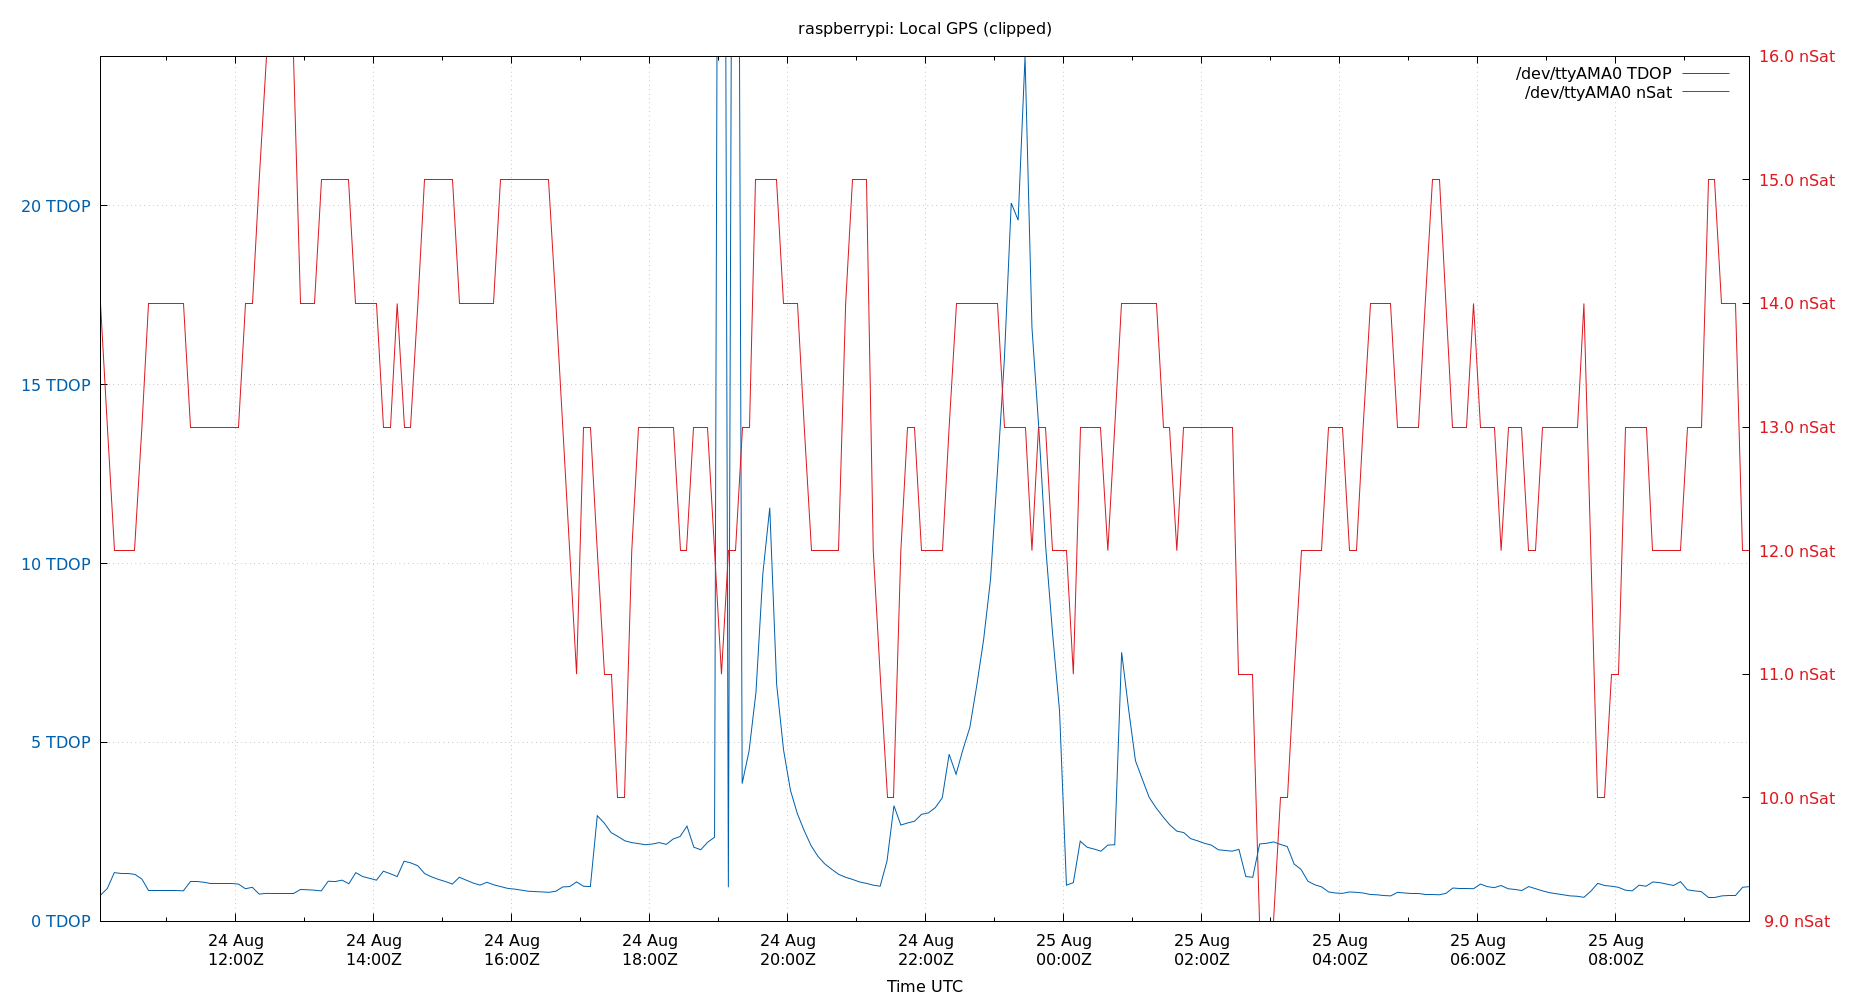 raspberrypi: Local GPS (clipped)
/dev/ttyAMA0 TDOP
/dev/ttyAMA0 nSat
20 TDOP
15 TDOP
10 TDOP
5 TDOP
0 TDOP
16.0 nSat
15.0 nSat
14.0 nSat
13.0 nSat
12.0 nSat
11.0 nSat
10.0 nSat
9.0 nSat
24 Aug
12:00Z
24 Aug
14:00Z
24 Aug
16:00Z
24 Aug
18:00Z
24 Aug
20:00Z
24 Aug
22:00Z
25 Aug
00:00Z
25 Aug
02:00Z
25 Aug
04:00Z
25 Aug
06:00Z
25 Aug
08:00Z
Time UTC